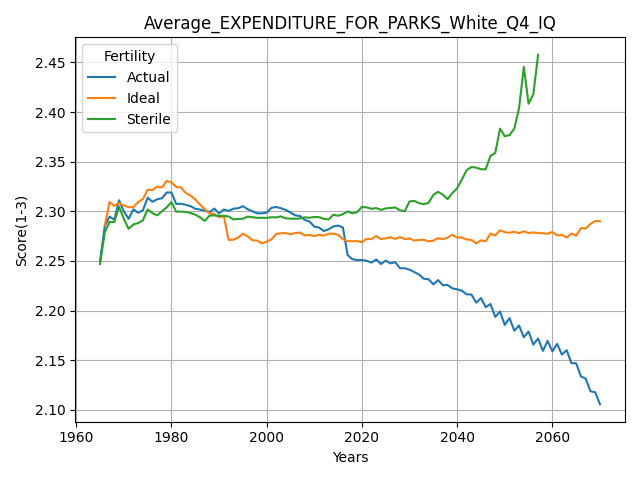 Average_EXPENDITURE_FOR_PARKS_White_Q4_IQ
Fertility
Actual
Ideal
Sterile
Score(1-3)
2.45
2.40
2.35
2.30
2.25
2.20
2.15
2.10
1960
1980
2000
2020
2040
2060
Years